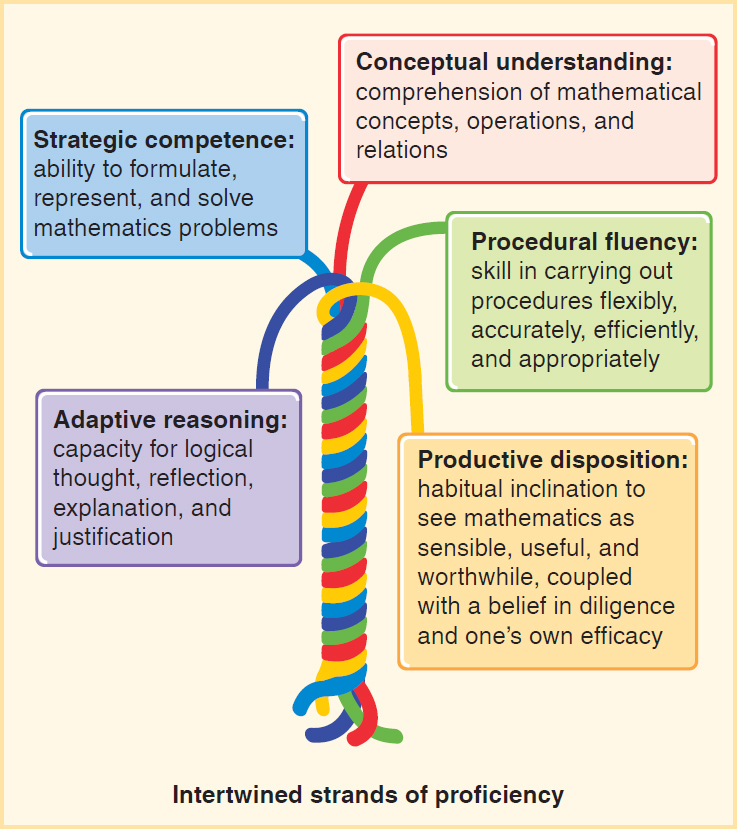 Conceptual understanding:
comprehension of mathematical
concepts, operations, and
relations
Strategic competence:
ability to formulate,
represent, and solve
mathematics problems
Procedural fluency:
skill in carrying out
procedures flexibly,
accurately, efficiently,
and appropriately
Adaptive reasoning:
capacity for logical
thought, reflection,
explanation, and
justification
Productive disposition:
habitual inclination to
see mathematics as
sensible, useful, and
worthwhile, coupled
with a belief in diligence
and one's own efficacy
Intertwined strands of proficiency